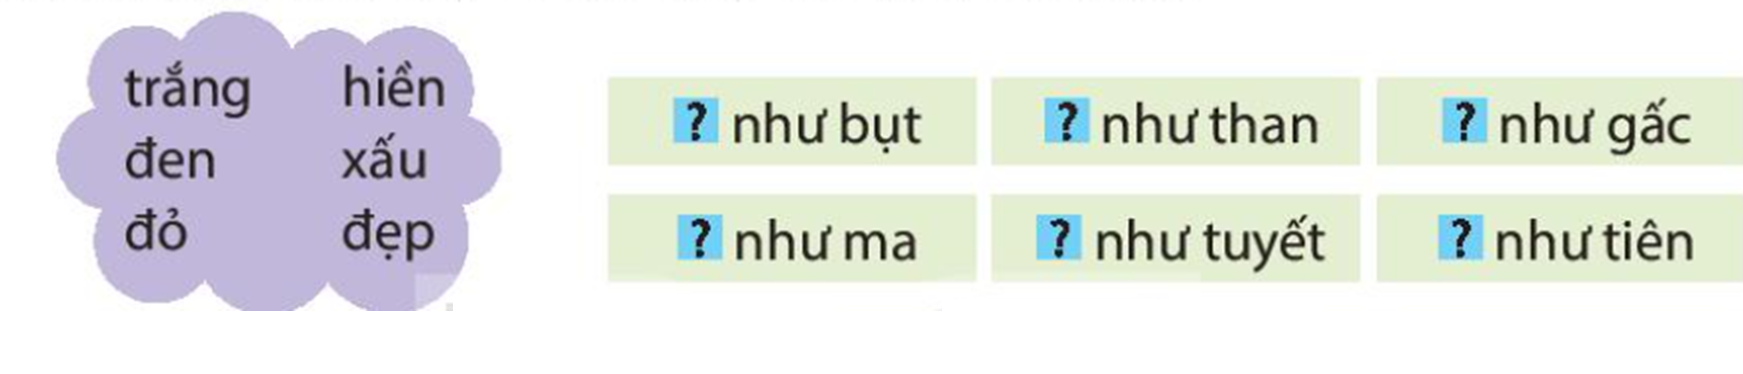 trắng hiền
đen xấu
đỏ đẹp
? như bụt ? như than ? như gấc
? như ma ? như tuyết ? như tiên